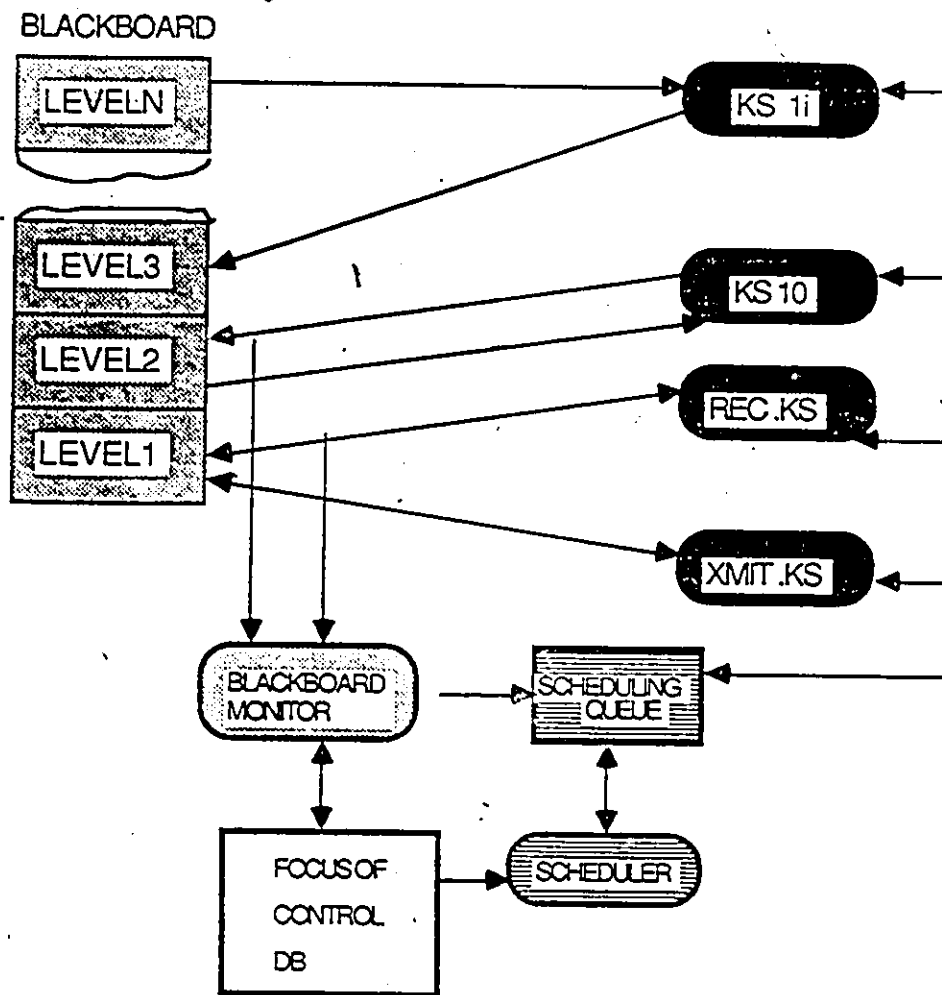 BLACKBOARD
LEVELN
KS 1i
LEVEL3
KS 10
LEVEL2
REC.KS
LEVEL1
XMIT.KS
BLACKBOARD
MONITOR
SCHEDULING
QUEUE
FOCUS OF
CONTROL
DB
SCHEDULER